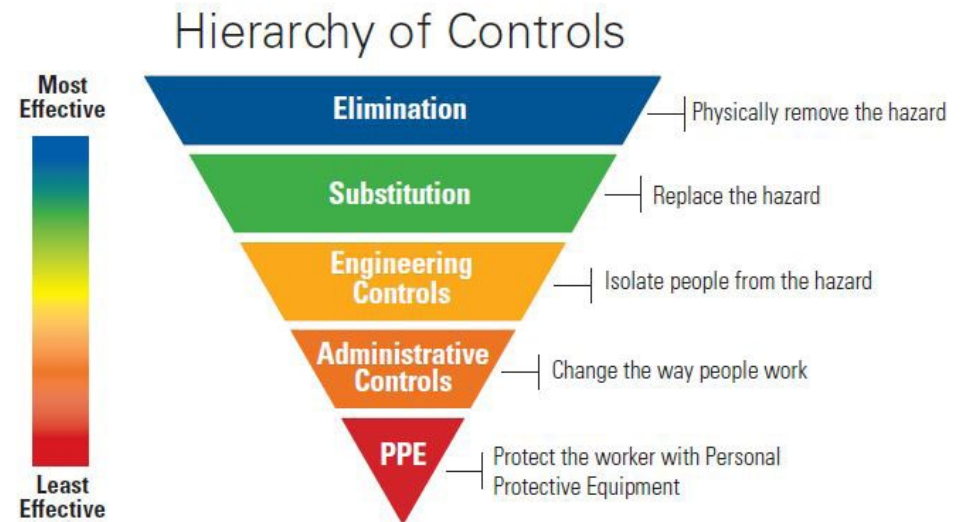 Hierarchy of Controls
Most
Effective
Elimination
Physically remove the hazard
Substitution
Replace the hazard
Engineering
Controls
Isolate people from the hazard
Administrative
Controls
Change the way people work
PPE
Protect the worker with Personal
Protective Equipment
Least
Effective